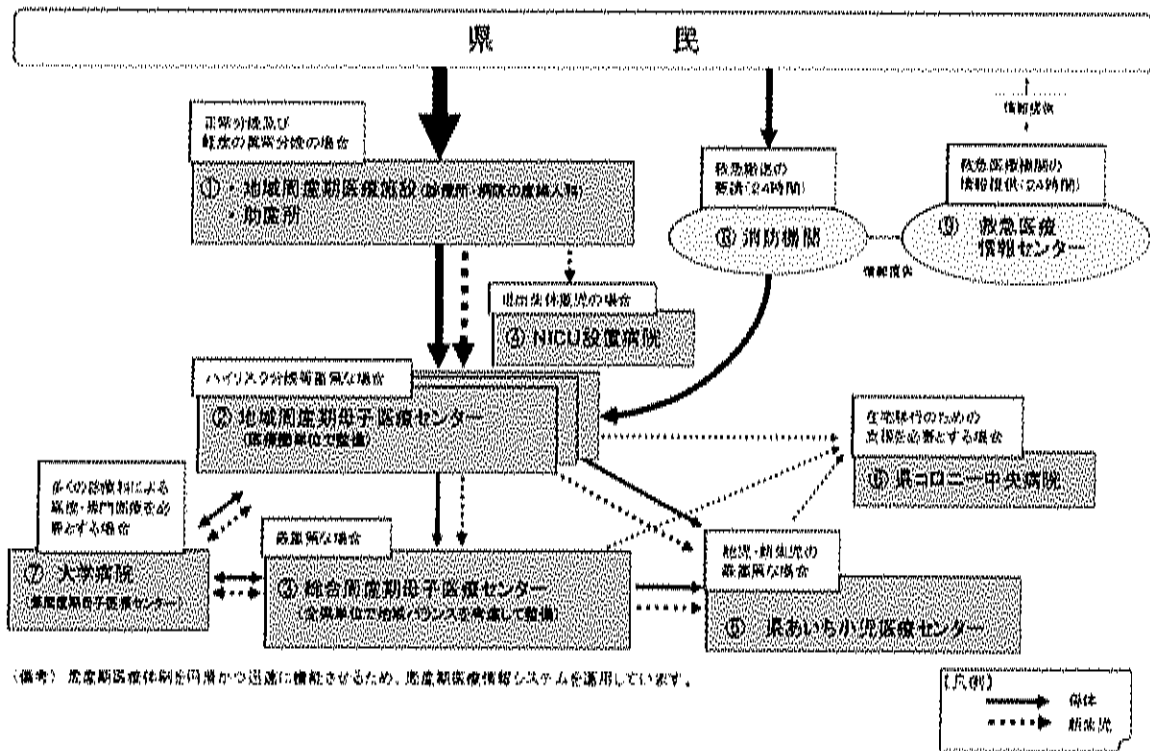 県 民
正常分娩及び
軽度の異常分娩の場合
①・地域周産期医療施設(診療所・病院の産婦人科)
・助産所
救急搬送の
要請(24時間)
⑧ 消防機関
情報提供
救急医療機関の
情報提供(24時間)
⑨ 救急医療
情報センター
情報提供
低出生体重児の場合
④ NICU設置病院
ハイリスク分娩等重篤な場合
② 地域周産期母子医療センター
(医療圏単位で整備)
在宅移行のための
支援を必要とする場合
⑥ 県コロニー中央病院
多くの診療科による
高度・専門医療を必
要とする場合
⑦ 大学病院
最重篤な場合
③ 総合周産期母子医療センター
(全県単位で地域バランスを考慮して整備)
胎児・新生児の
最重篤な場合
⑤ 県あいち小児医療センター
(備考) 周産期医療体制を円滑かつ迅速に機能させるため、周産期医療情報システムを運用しています。
[凡例]
母体
新生児